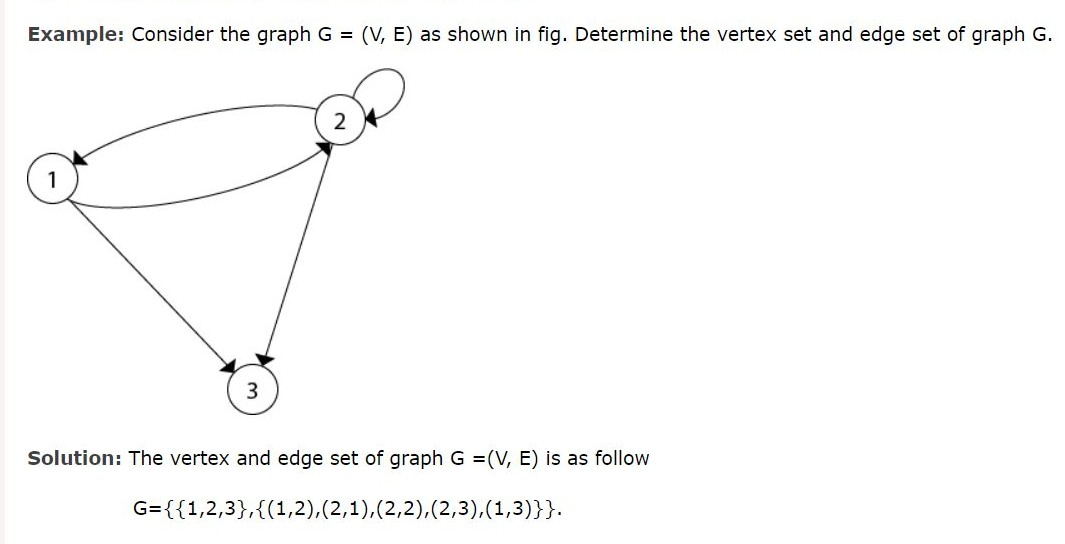 Example: Consider the graph G = (V, E) as shown in fig. Determine the vertex set and edge set of graph G.
2
1
3
Solution: The vertex and edge set of graph G =(V, E) is as follow
G={{1,2,3},{(1,2),(2,1),(2,2),(2,3),(1,3)}}.